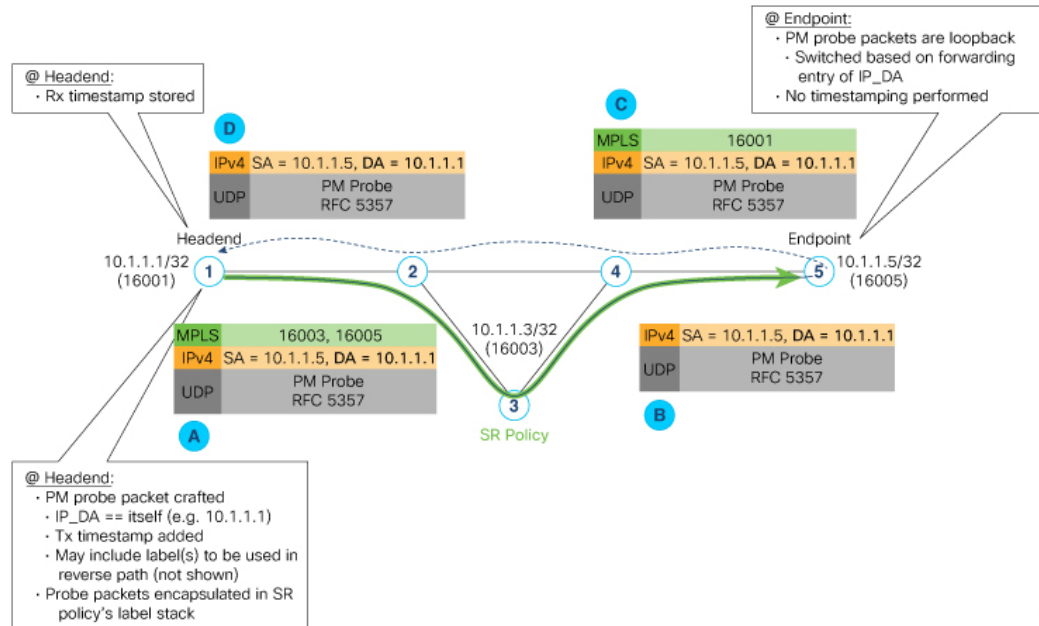 @ Endpoint:
· PM probe packets are loopback
· Switched based on forwarding
entry of IP_DA
· No timestamping performed
@ Headend:
· Rx timestamp stored
D
IPv4 SA = 10.1.1.5, DA = 10.1.1.1
UDP
PM Probe
RFC 5357
C
MPLS 16001
IPv4 SA = 10.1.1.5, DA = 10.1.1.1
UDP
PM Probe
RFC 5357
Headend
10.1.1.1/32
(16001)
1
2
4
Endpoint
5
10.1.1.5/32
(16005)
10.1.1.3/32
(16003)
3
SR Policy
MPLS 16003, 16005
IPv4 SA = 10.1.1.5, DA = 10.1.1.1
UDP
PM Probe
RFC 5357
A
IPv4 SA = 10.1.1.5, DA = 10.1.1.1
UDP
PM Probe
RFC 5357
B
@ Headend:
· PM probe packet crafted
· IP_DA == itself (e.g. 10.1.1.1)
· Tx timestamp added
· May include label(s) to be used in
reverse path (not shown)
· Probe packets encapsulated in SR
policy's label stack